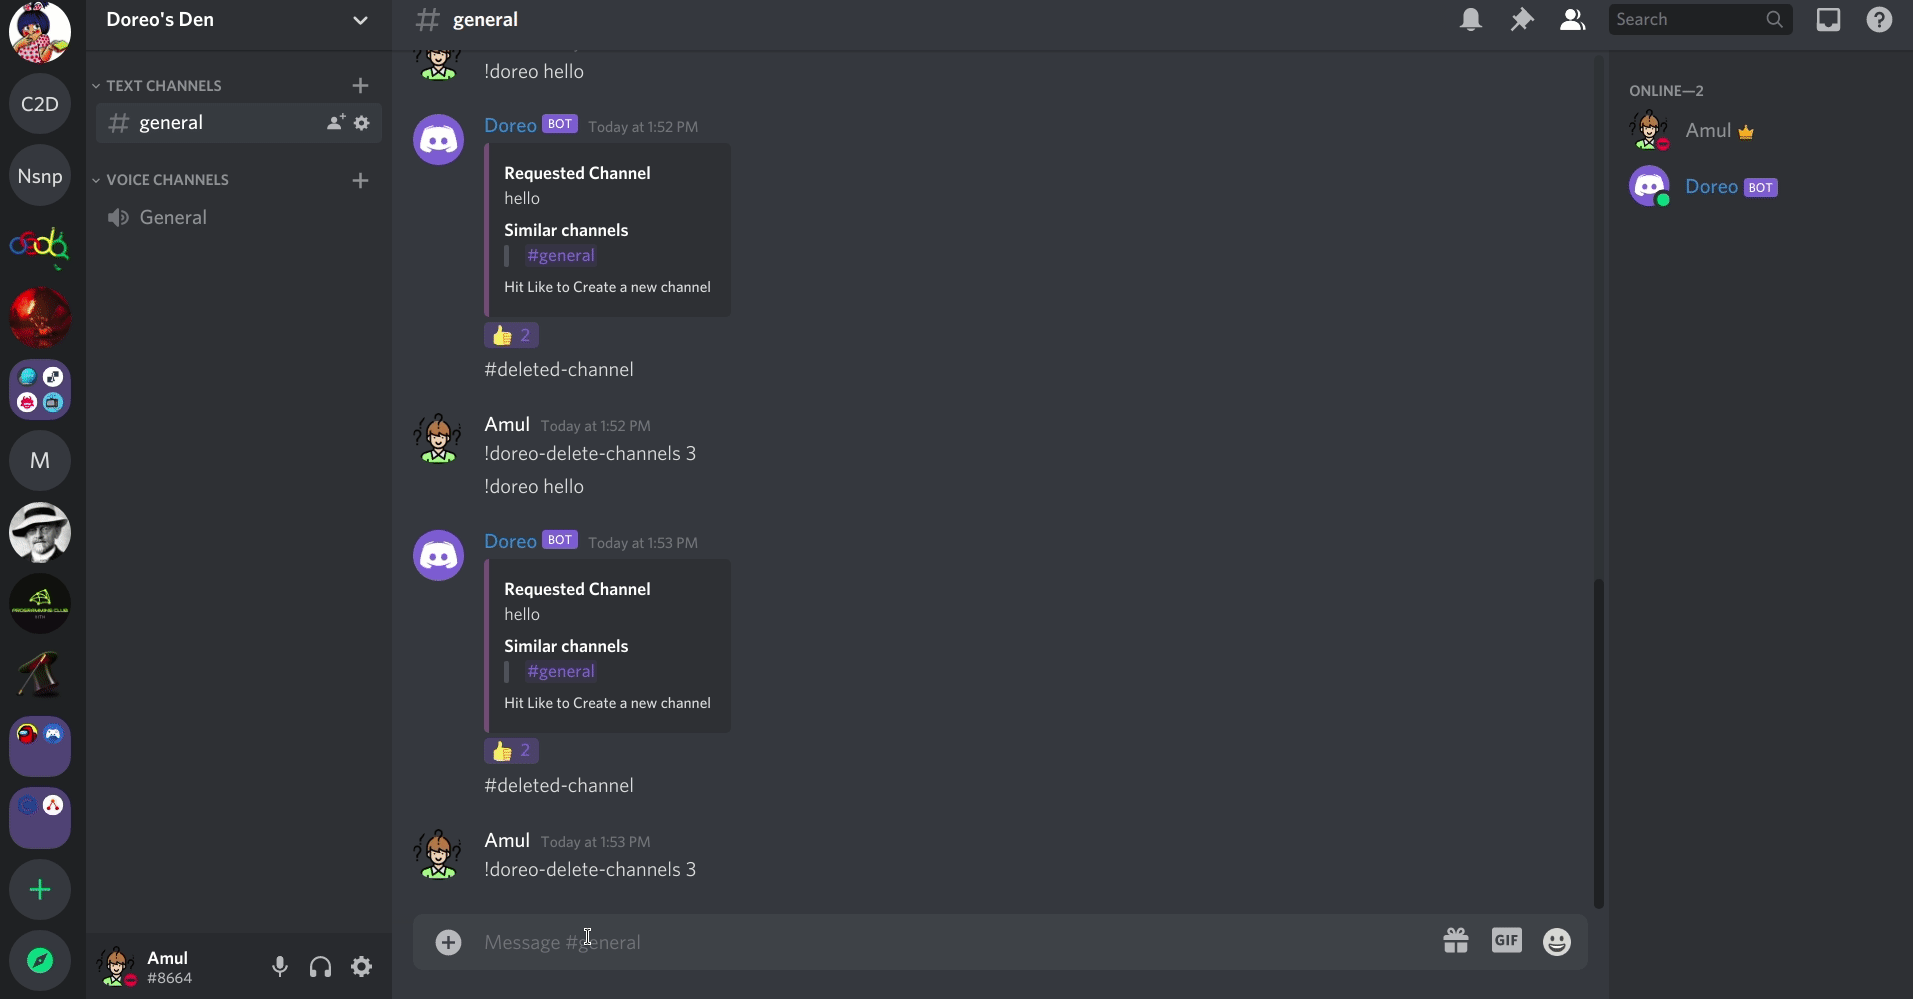 Doreo's Den
general
Search
C2D
Nsnp
M
PROGRAMMING CLUB
TEXT CHANNELS
general
VOICE CHANNELS
General
!doreo hello
Doreo BOT Today at 1:52 PM
Requested Channel
hello
Similar channels
#general
Hit Like to Create a new channel
2
#deleted-channel
Amul Today at 1:52 PM
!doreo-delete-channels 3
!doreo hello
Doreo BOT Today at 1:53 PM
Requested Channel
hello
Similar channels
#general
Hit Like to Create a new channel
2
#deleted-channel
Amul Today at 1:53 PM
!doreo-delete-channels 3
Message #general
GIF
ONLINE—2
Amul
Doreo BOT
Amul
#8664